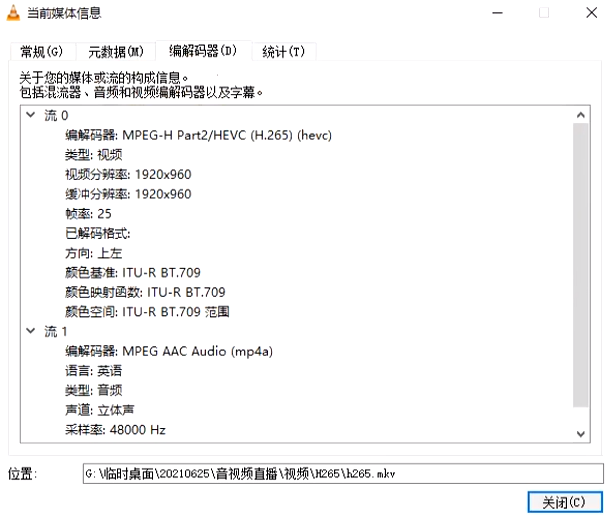 当前媒体信息
常规(G) 元数据(M) 编解码器(D) 统计(T)
关于您的媒体或流的构成信息。
包括混流器、音频和视频编解码器以及字幕。
流 0
编解码器: MPEG-H Part2/HEVC (H.265) (hevc)
类型: 视频
视频分辨率: 1920x960
缓冲分辨率: 1920x960
帧率: 25
已解码格式:
方向: 上左
颜色基准: ITU-R BT.709
颜色映射函数: ITU-R BT.709
颜色空间: ITU-R BT.709 范围
流 1
编解码器: MPEG AAC Audio (mp4a)
语言: 英语
类型: 音频
声道: 立体声
采样率: 48000 Hz
位置: G:\临时桌面\20210625\音视频直播\视频\H265\h265.mkv
关闭(C)